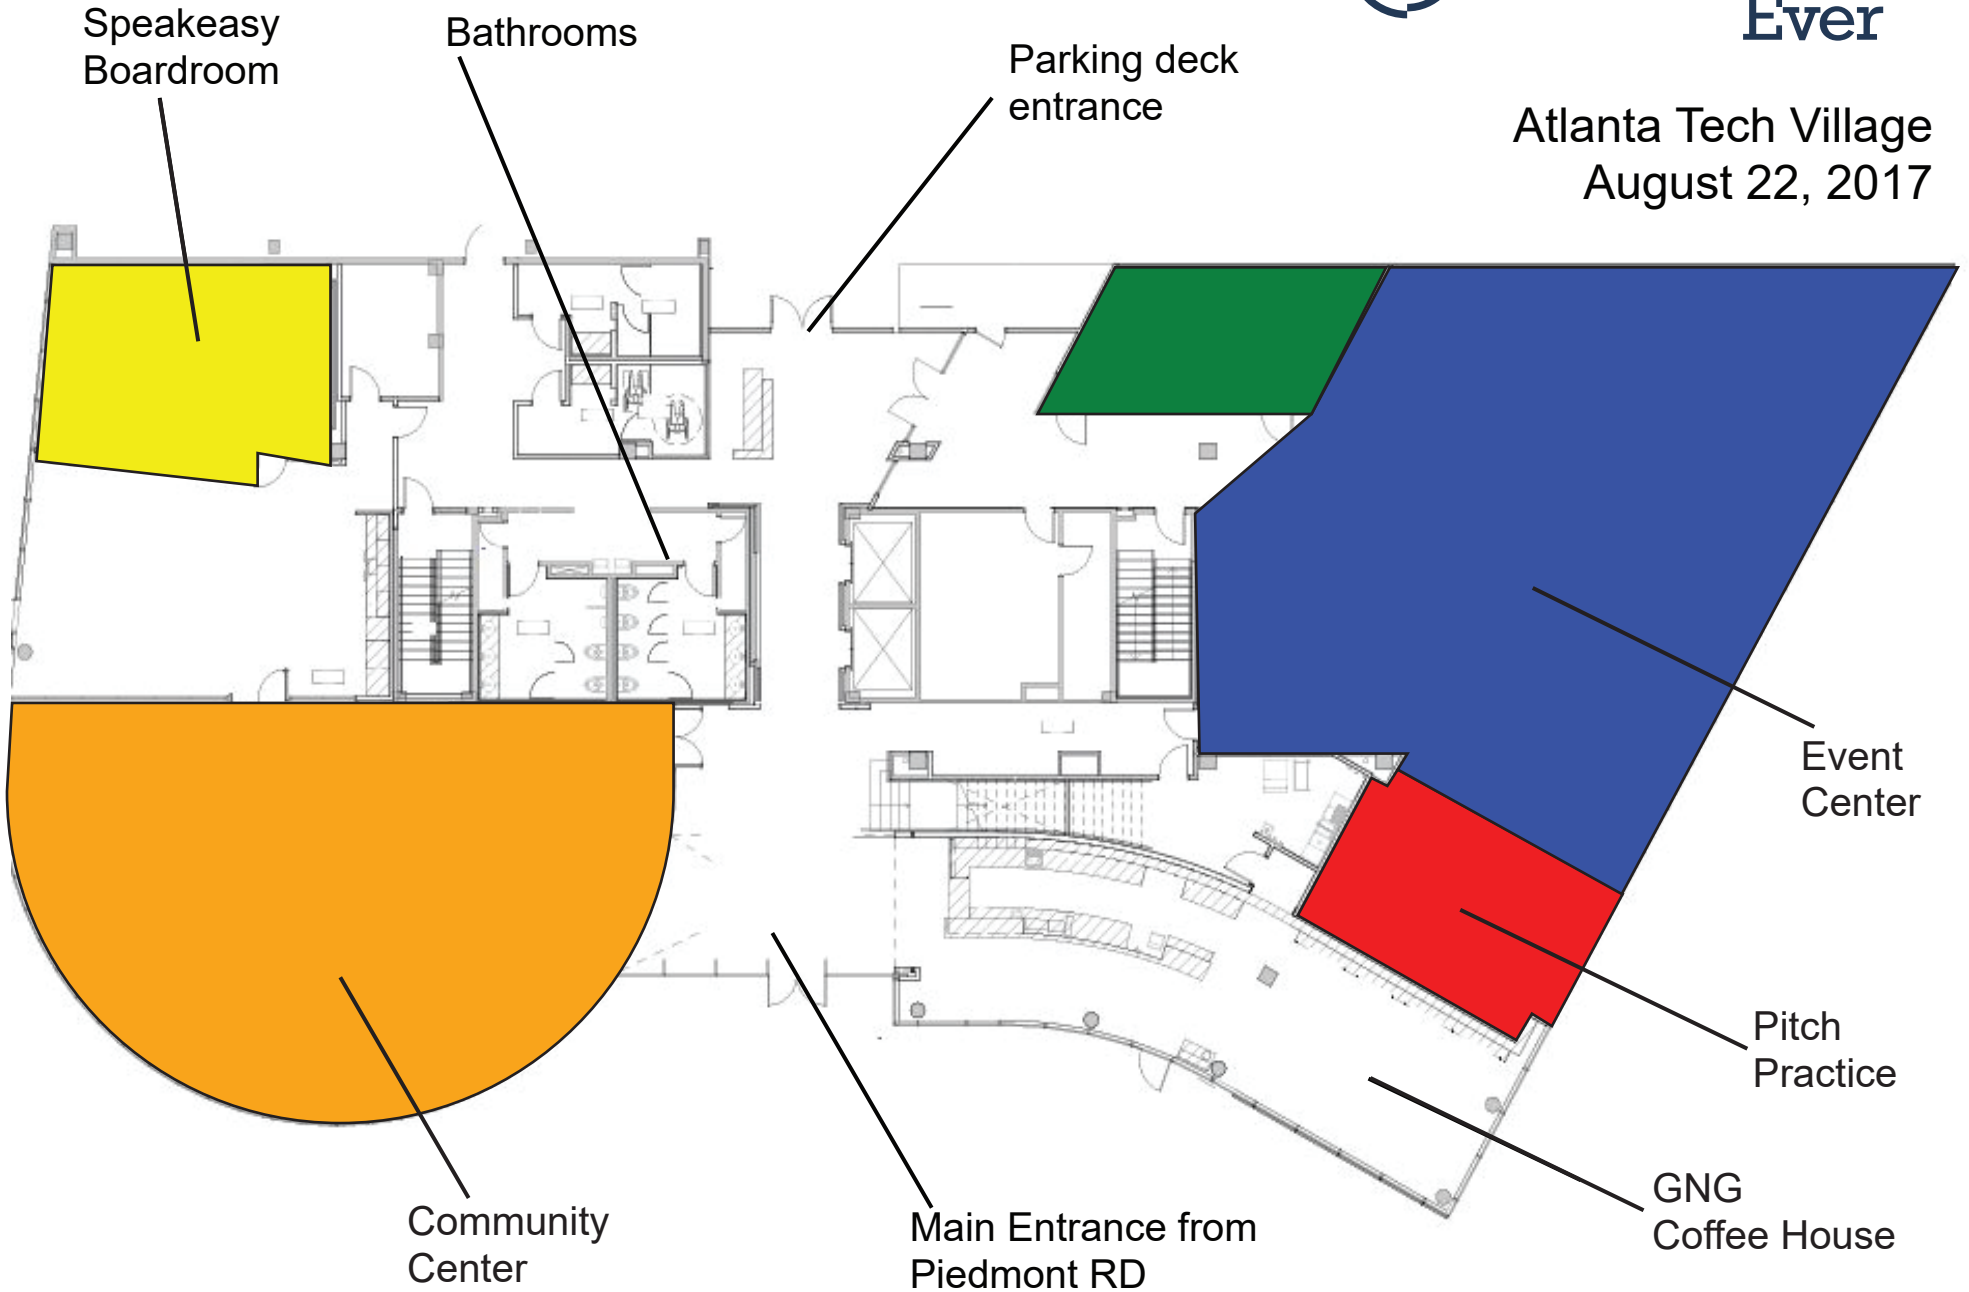 Speakeasy
Boardroom
Bathrooms
Parking deck
entrance
Ever
Atlanta Tech Village
August 22, 2017
Event
Center
Pitch
Practice
GNG
Coffee House
Community
Center
Main Entrance from
Piedmont RD